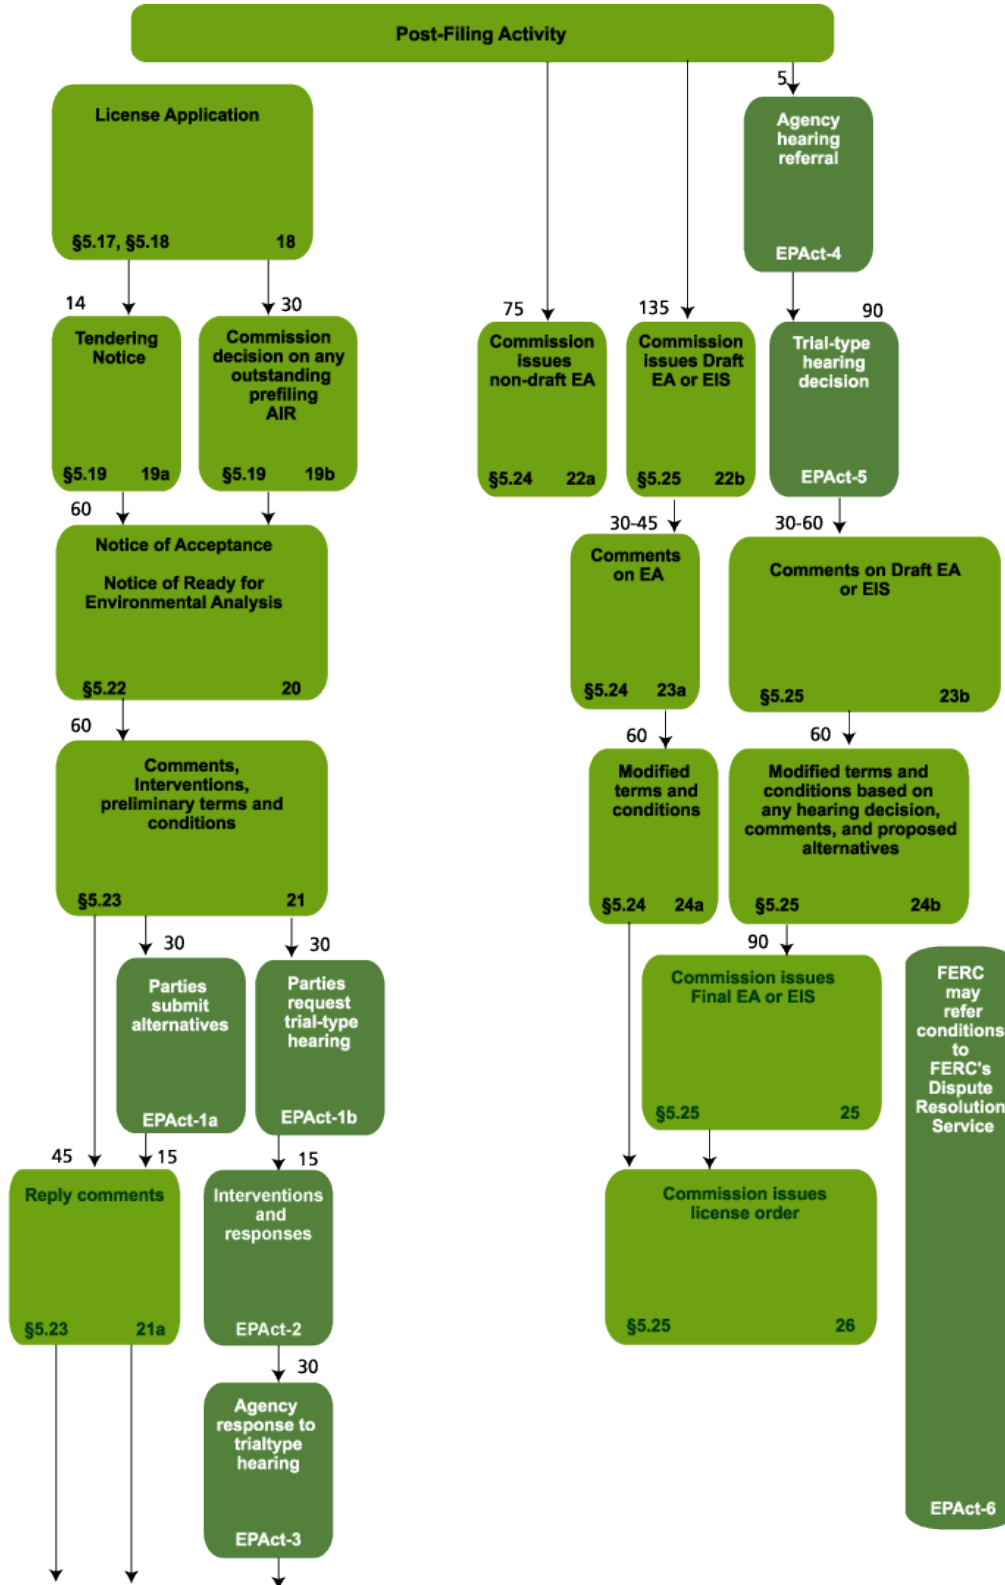 Post-Filing Activity
License Application
§5.17, §5.18 18
14
Tendering
Notice
§5.19 19a
30
Commission
decision on any
outstanding
prefiling
AIR
§5.19 19b
60
Notice of Acceptance
Notice of Ready for
Environmental Analysis
§5.22 20
60
Comments,
Interventions,
preliminary terms and
conditions
§5.23 21
30
Parties
submit
alternatives
EPAct-1a
30
Parties
request
trial-type
hearing
EPAct-1b
45 15
Reply comments
§5.23 21a
15
Interventions
and
responses
EPAct-2
30
Agency
response to
trialtype
hearing
EPAct-3
75
Commission
issues
non-draft EA
§5.24 22a
135
Commission
issues Draft
EA or EIS
§5.25 22b
5
Agency
hearing
referral
EPAct-4
90
Trial-type
hearing
decision
EPAct-5
30-45
Comments
on EA
§5.24 23a
30-60
Comments on Draft EA
or EIS
§5.25 23b
60
Modified
terms and
conditions
§5.24 24a
60
Modified terms and
conditions based on
any hearing decision,
comments, and proposed
alternatives
§5.25 24b
90
Commission issues
Final EA or EIS
§5.25 25
Commission issues
license order
§5.25 26
FERC
may
refer
conditions
to
FERC's
Dispute
Resolution
Service
EPAct-6